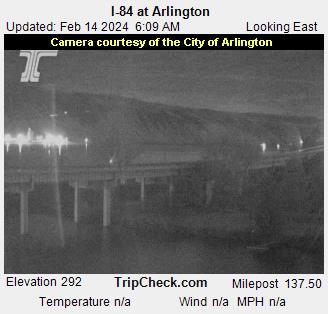 I-84 at Arlington
Updated: Feb 14 2024 6:09 AM Looking East
Camera courtesy of the City of Arlington
Elevation 292 TripCheck.com Milepost 137.50
Temperature n/a Wind n/a MPH n/a